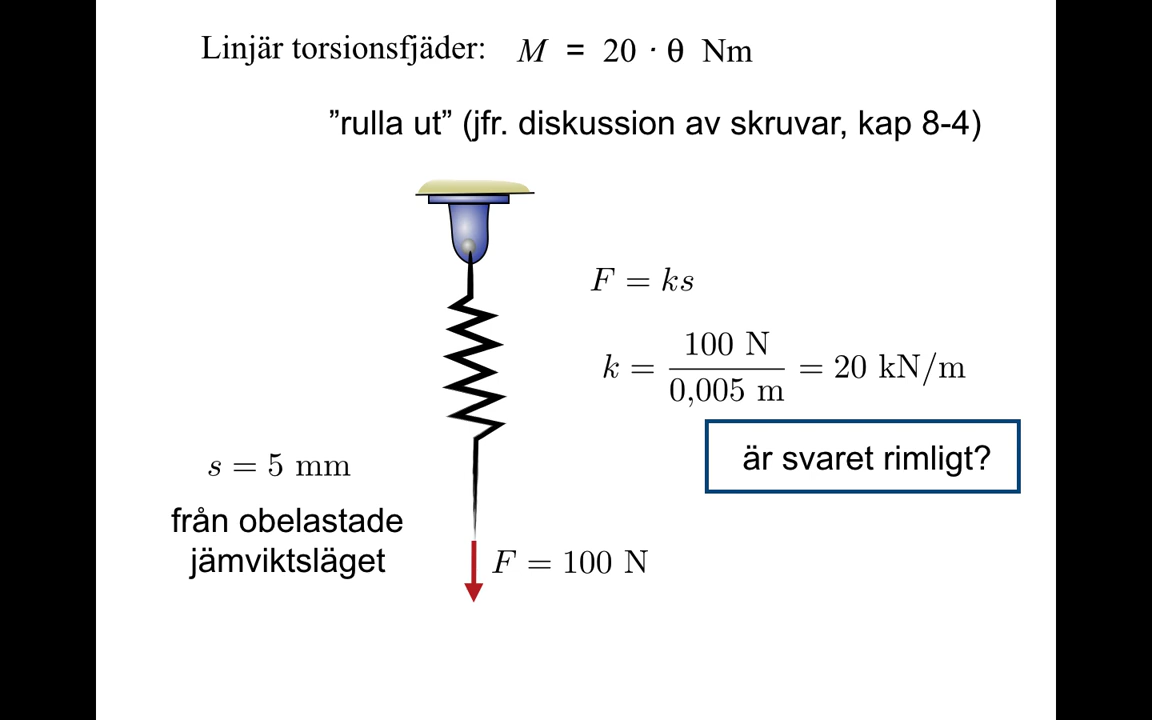 Linjär torsionsfjäder: M = 20 · θ Nm
”rulla ut” (jfr. diskussion av skruvar, kap 8-4)
F = ks
k = 100 N / 0,005 m = 20 kN/m
är svaret rimligt?
s = 5 mm
från obelastade
jämviktsläget
F = 100 N